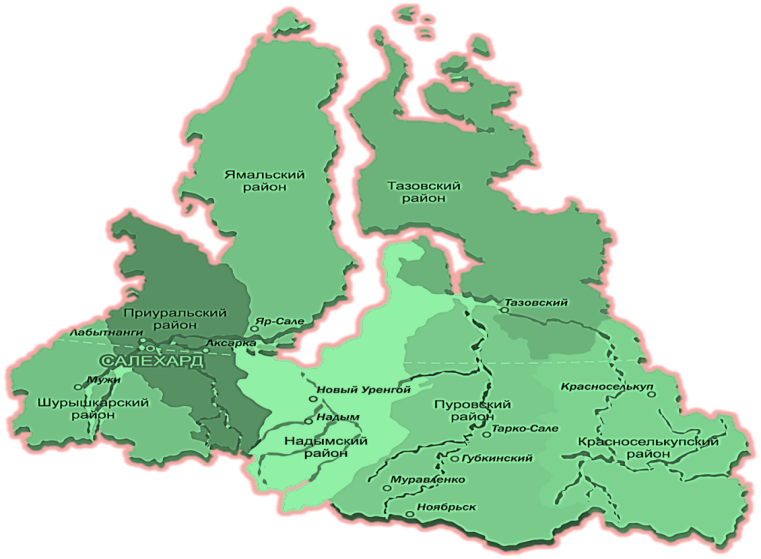 Ямальский
район
Тазовский
район
Тазовский
Приуральский
район
Яр-Сале
Лабытнанги
Аксарка
САЛЕХАРД
Мужи
Шурышкарский
район
Новый Уренгой
Надым
Надымский
район
Красноселькуп
Пуровский
район
Тарко-Сале
Красноселькупский
район
Губкинский
Муравленко
Ноябрьск